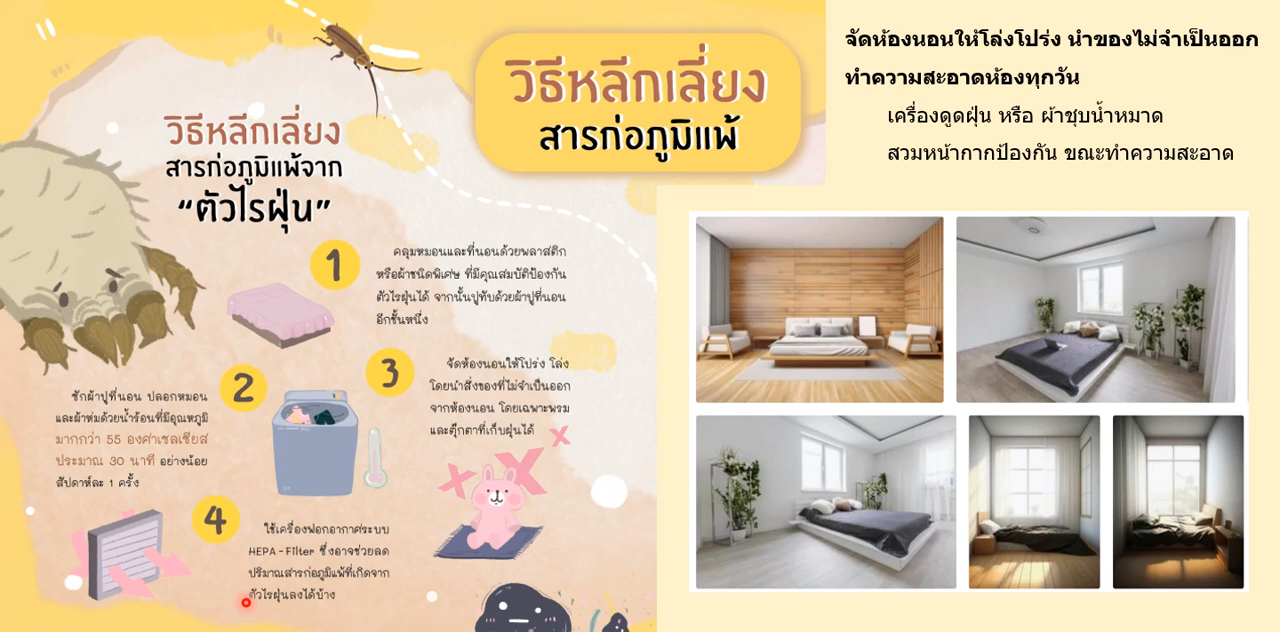 วิธีหลีกเลี่ยง
สารก่อภูมิแพ้
วิธีหลีกเลี่ยง
สารก่อภูมิแพ้จาก
“ตัวไรฝุ่น”
1
คลุมหมอนและที่นอนด้วยพลาสติก
หรือผ้าชนิดพิเศษ ที่มีคุณสมบัติป้องกัน
ตัวไรฝุ่นได้ จากนั้นปูทับด้วยผ้าปูที่นอน
อีกชั้นหนึ่ง
2
ซักผ้าปูที่นอน ปลอกหมอน
และผ้าห่มด้วยน้ำร้อนที่มีอุณหภูมิ
มากกว่า 55 องศาเซลเซียส
ประมาณ 30 นาที อย่างน้อย
สัปดาห์ละ 1 ครั้ง
3
จัดห้องนอนให้โปร่ง โล่ง
โดยนำสิ่งของที่ไม่จำเป็นออก
จากห้องนอน โดยเฉพาะพรม
และตุ๊กตาที่เก็บฝุ่นได้
4
ใช้เครื่องฟอกอากาศระบบ
HEPA-Filter ซึ่งอาจช่วยลด
ปริมาณสารก่อภูมิแพ้ที่เกิดจาก
ตัวไรฝุ่นลงได้บ้าง
จัดห้องนอนให้โล่งโปร่ง นำของไม่จำเป็นออก
ทำความสะอาดห้องทุกวัน
เครื่องดูดฝุ่น หรือ ผ้าชุบน้ำหมาด
สวมหน้ากากป้องกัน ขณะทำความสะอาด